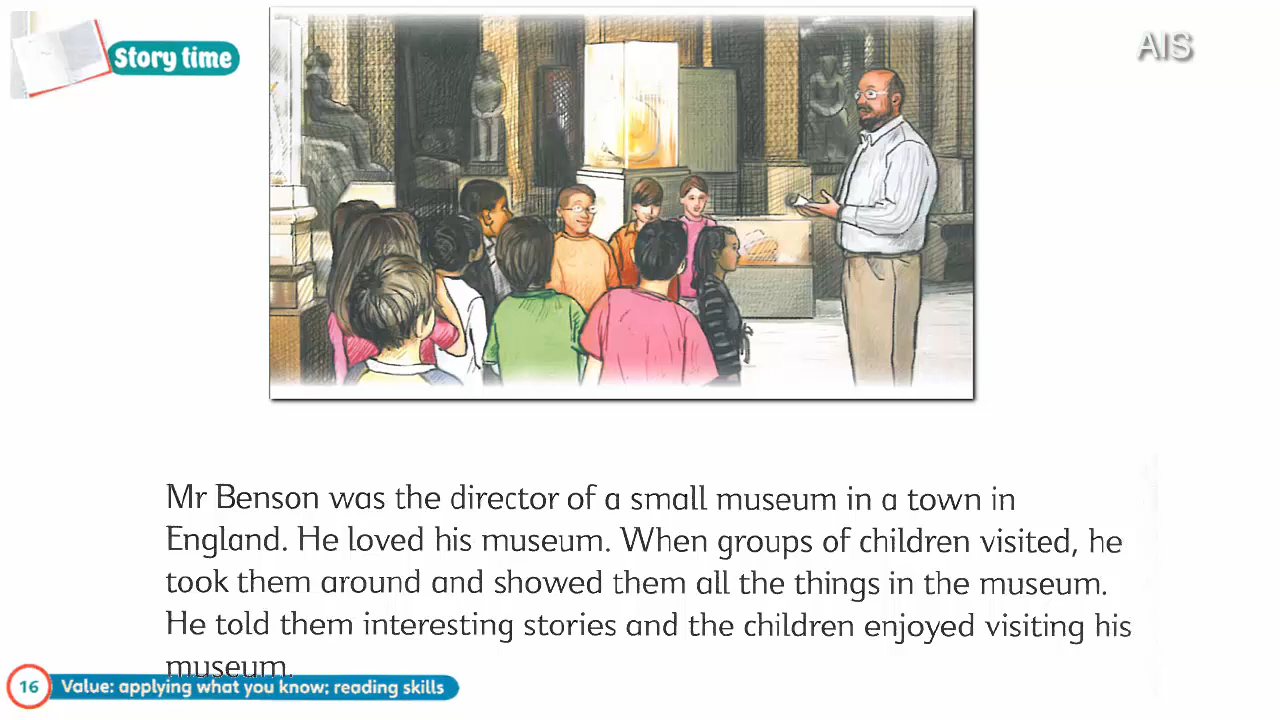 Story time
AIS
Mr Benson was the director of a small museum in a town in
England. He loved his museum. When groups of children visited, he
took them around and showed them all the things in the museum.
He told them interesting stories and the children enjoyed visiting his
museum.
16 Value: applying what you know; reading skills